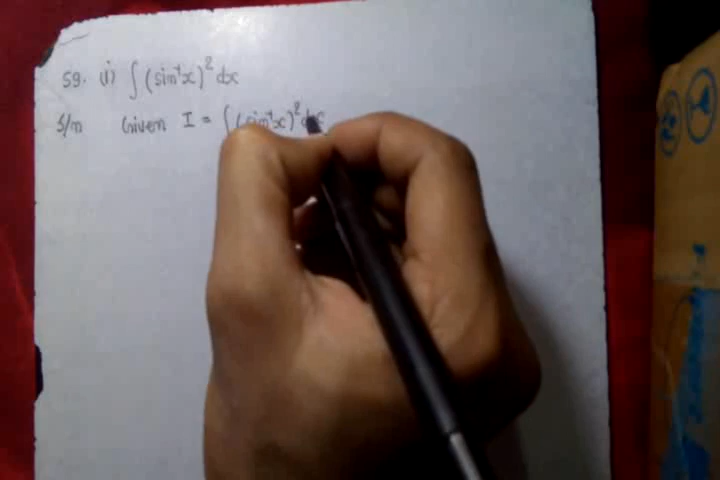 59. (i) ∫ (sin⁻¹x)² dx
S/n Given I = ∫ (sin⁻¹x)² dx